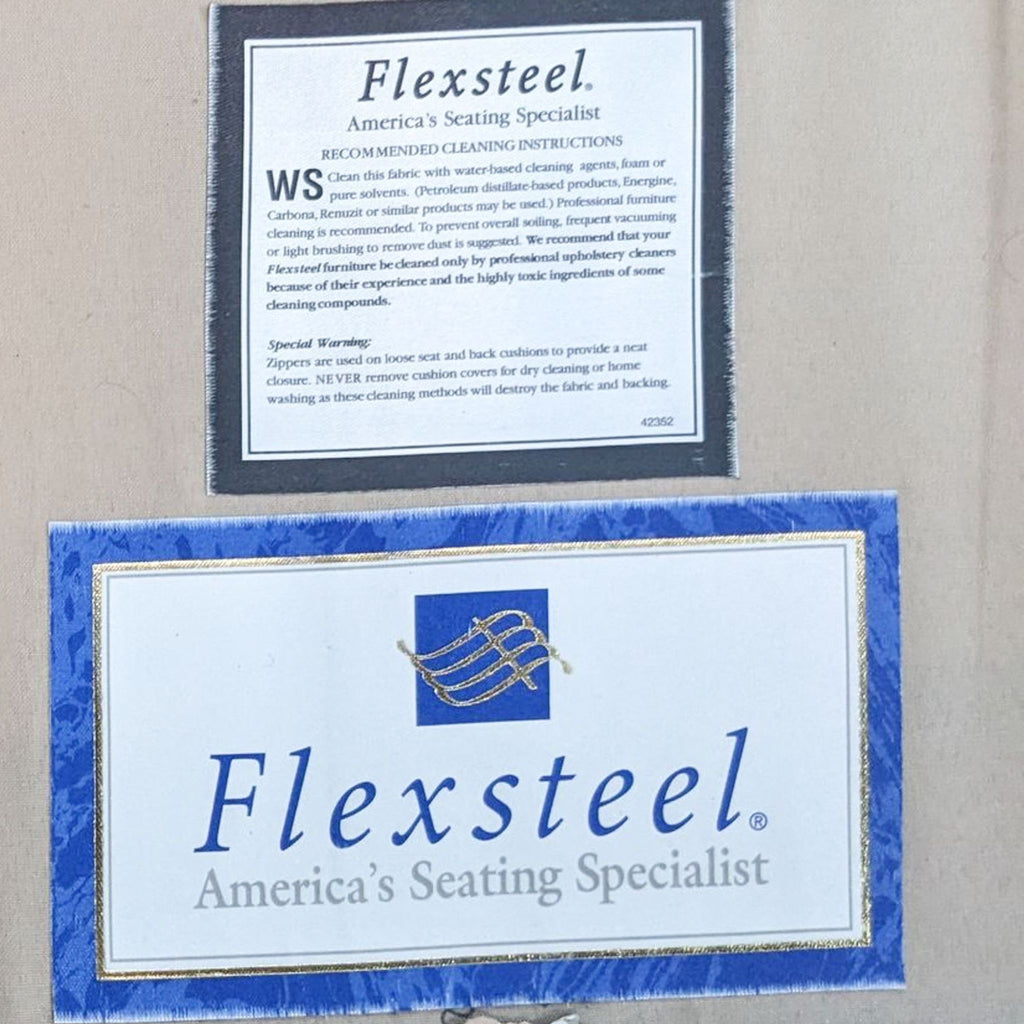 Flexsteel®
America's Seating Specialist
RECOMMENDED CLEANING INSTRUCTIONS
WS Clean this fabric with water-based cleaning agents, foam or
pure solvents. (Petroleum distillate-based products, Energine,
Carbona, Renuzit or similar products may be used.) Professional furniture
cleaning is recommended. To prevent overall soiling, frequent vacuuming
or light brushing to remove dust is suggested. We recommend that your
Flexsteel furniture be cleaned only by professional upholstery cleaners
because of their experience and the highly toxic ingredients of some
cleaning compounds.
Special Warning:
Zippers are used on loose seat and back cushions to provide a neat
closure. NEVER remove cushion covers for dry cleaning or home
washing as these cleaning methods will destroy the fabric and backing.
42352
Flexsteel®
America's Seating Specialist